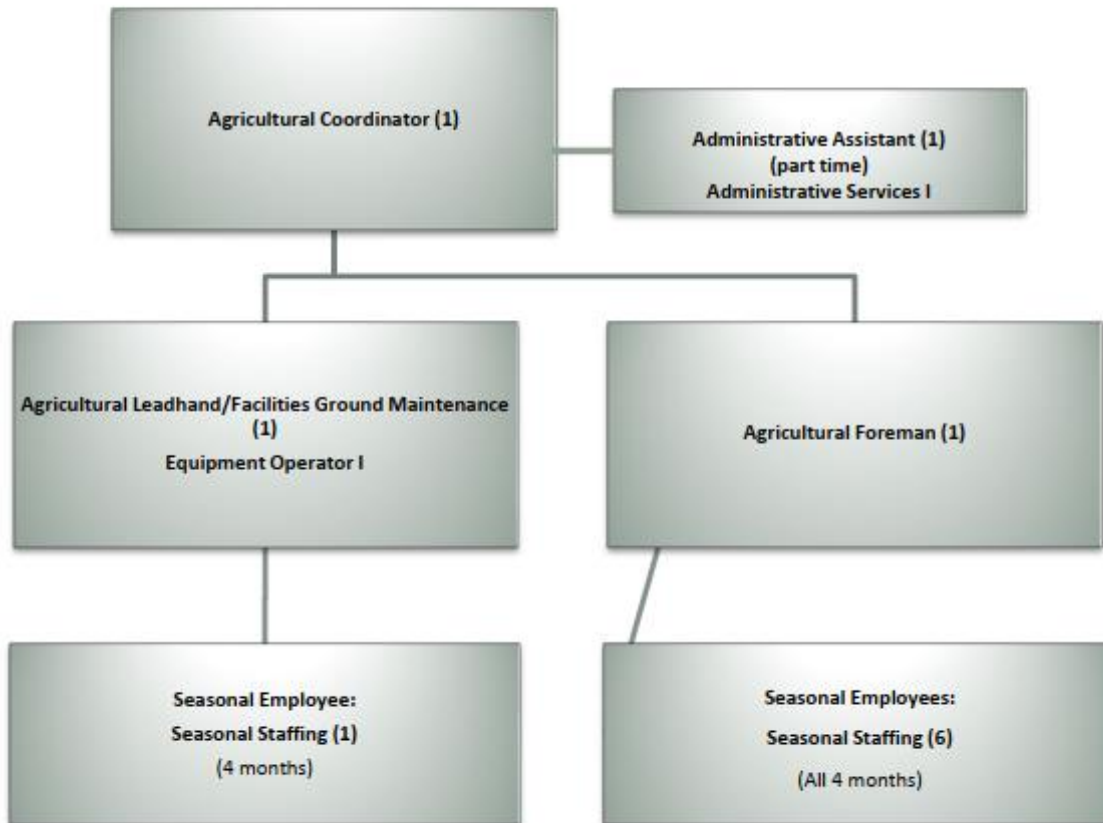 Agricultural Coordinator (1)
Administrative Assistant (1)
(part time)
Administrative Services I
Agricultural Leadhand/Facilities Ground Maintenance
(1)
Equipment Operator I
Agricultural Foreman (1)
Seasonal Employee:
Seasonal Staffing (1)
(4 months)
Seasonal Employees:
Seasonal Staffing (6)
(All 4 months)